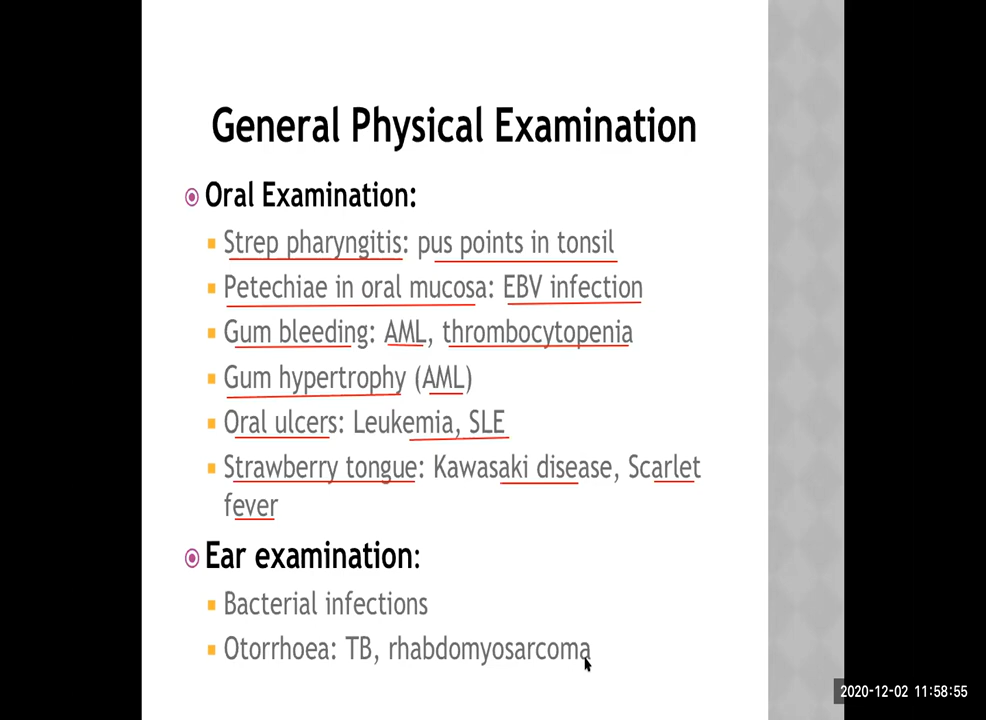 General Physical Examination
Oral Examination:
Strep pharyngitis: pus points in tonsil
Petechiae in oral mucosa: EBV infection
Gum bleeding: AML, thrombocytopenia
Gum hypertrophy (AML)
Oral ulcers: Leukemia, SLE
Strawberry tongue: Kawasaki disease, Scarlet
fever
Ear examination:
Bacterial infections
Otorrhoea: TB, rhabdomyosarcoma
2020-12-02 11:58:55